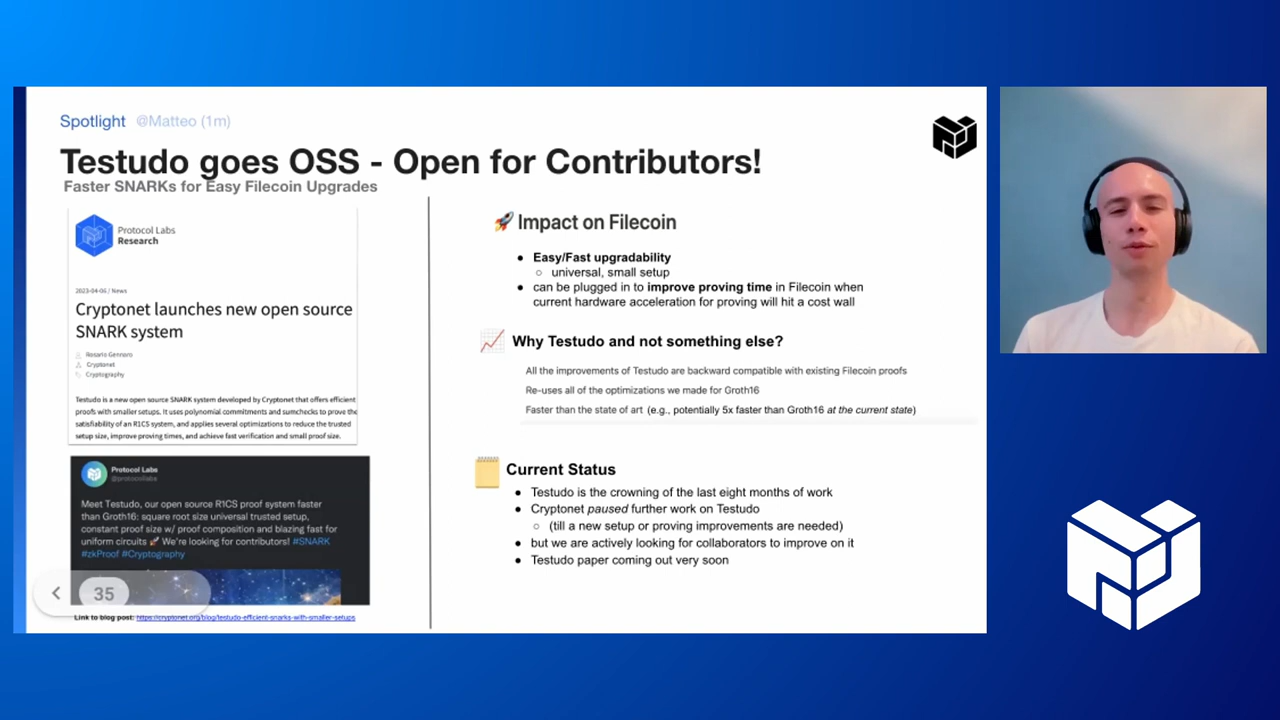 Spotlight @Matteo (1m)
Testudo goes OSS - Open for Contributors!
Faster SNARKs for Easy Filecoin Upgrades
Protocol Labs
Research
2023-04-06 / News
Cryptonet launches new open source
SNARK system
Rosario Gennaro
Cryptonet
Cryptography
Testudo is a new open source SNARK system developed by Cryptonet that offers efficient
proofs with smaller setups. It uses polynomial commitments and sumchecks to prove the
satisfiability of an R1CS system, and applies several optimizations to reduce the trusted
setup size, improve proving times, and achieve fast verification and small proof size.
Protocol Labs
@protocollabs
Meet Testudo, our open source R1CS proof system faster
than Groth16: square root size universal trusted setup,
constant proof size w/ proof composition and blazing fast for
uniform circuits 🚀 We're looking for contributors! #SNARK
#zkProof #Cryptography
35
Link to blog post: https://cryptonet.org/blog/testudo-efficient-snarks-with-smaller-setups
🚀 Impact on Filecoin
● Easy/Fast upgradability
○ universal, small setup
● can be plugged in to improve proving time in Filecoin when
current hardware acceleration for proving will hit a cost wall
📈 Why Testudo and not something else?
All the improvements of Testudo are backward compatible with existing Filecoin proofs
Re-uses all of the optimizations we made for Groth16
Faster than the state of art (e.g., potentially 5x faster than Groth16 at the current state)
Current Status
● Testudo is the crowning of the last eight months of work
● Cryptonet paused further work on Testudo
○ (till a new setup or proving improvements are needed)
● but we are actively looking for collaborators to improve on it
● Testudo paper coming out very soon